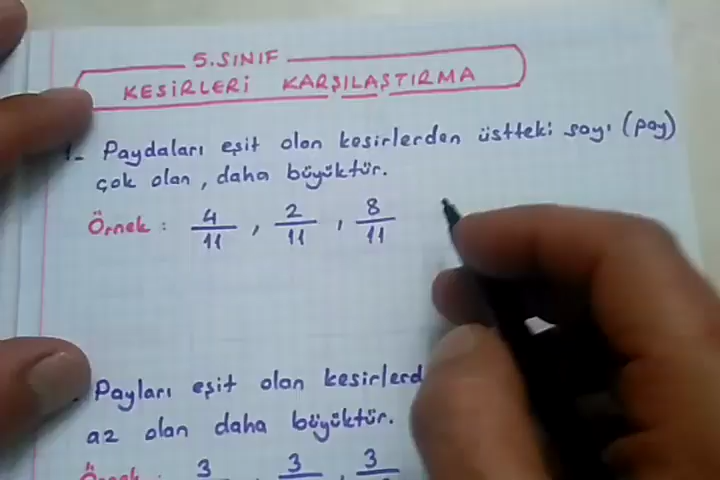 5. SINIF
KESİRLERİ KARŞILAŞTIRMA
1- Paydaları eşit olan kesirlerden üstteki sayı (pay)
çok olan, daha büyüktür.
Örnek : 4/11 , 2/11 , 8/11
Payları eşit olan
az olan daha büyüktür.
Örnek : 3 3 , 3